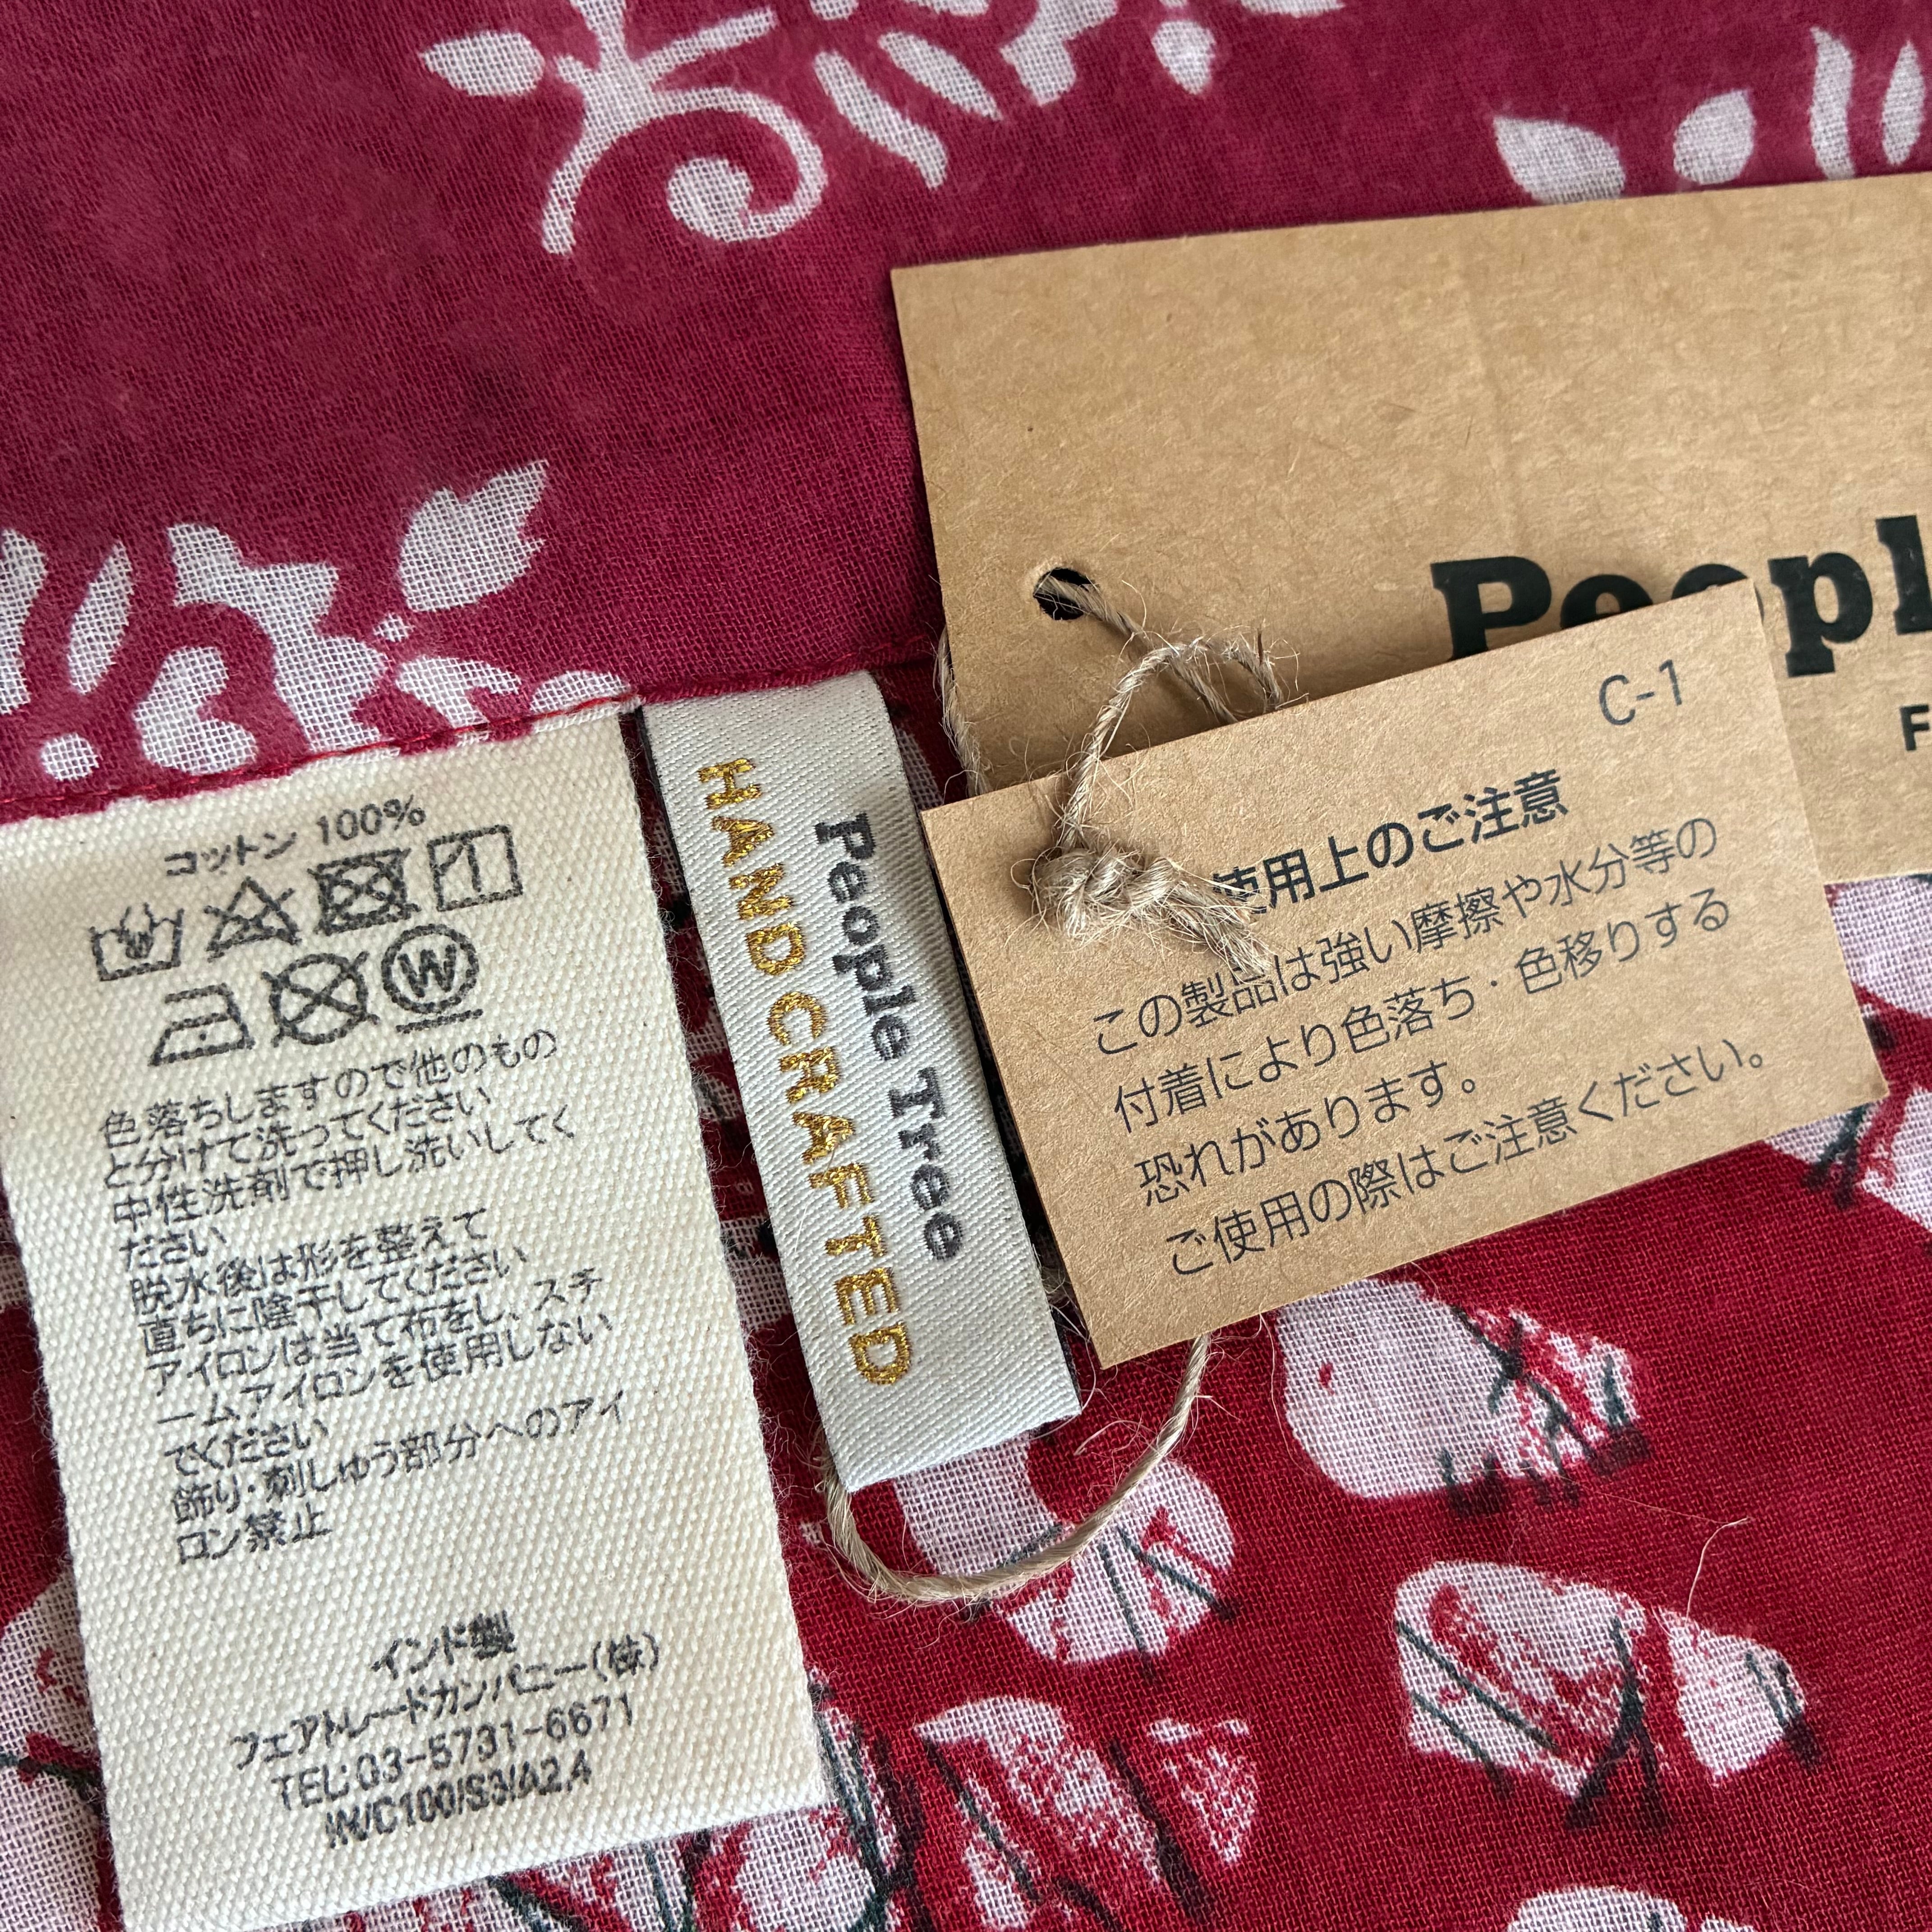 コットン 100%
W
色落ちしますので他のもの
と分けて洗ってください
中性洗剤で押し洗いしてく
ださい
脱水後は形を整えて
直ちに陰干してください
アイロンは当て布をし、スチ
ームアイロンを使用しない
でください
飾り・刺しゅう部分へのアイ
ロン禁止
インド製
フェアトレードカンパニー(株)
TEL:03-5731-6671
IN/C100/S3/A2.4
People Tree
HAND CRAFTED
Peopl
F
C-1
使用上のご注意
この製品は強い摩擦や水分等の
付着により色落ち・色移りする
恐れがあります。
ご使用の際はご注意ください。